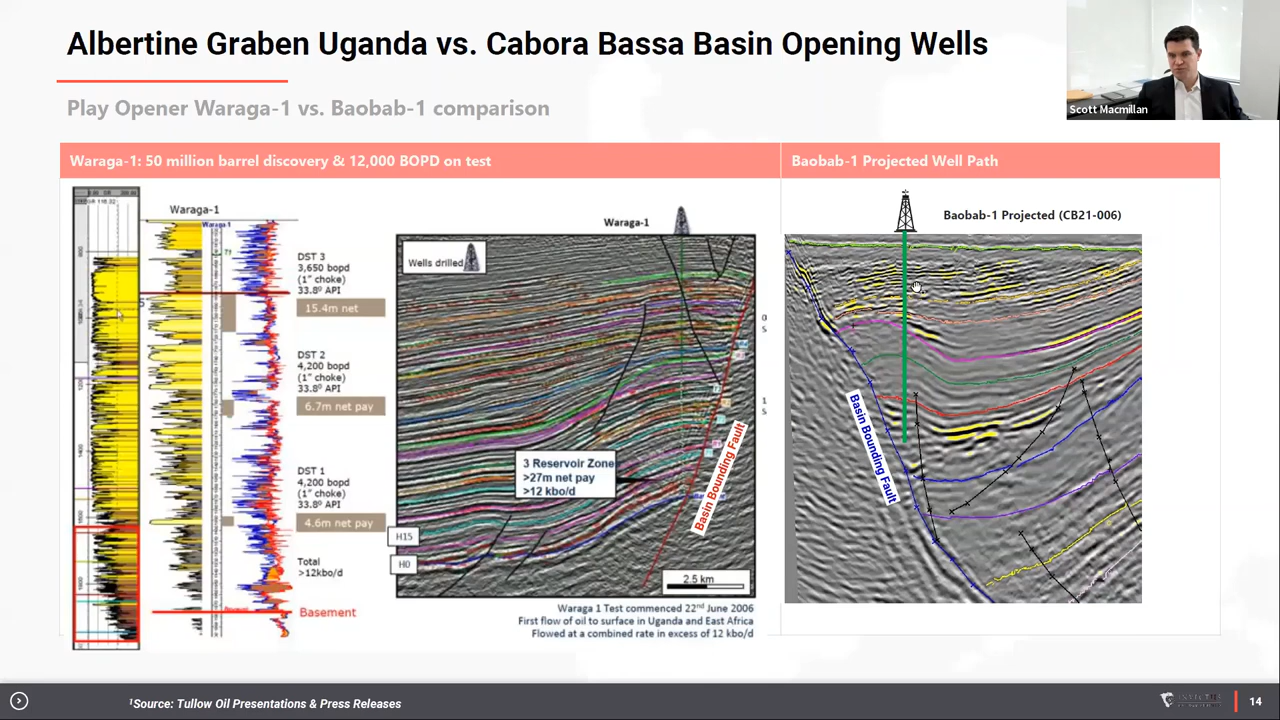 Albertine Graben Uganda vs. Cabora Bassa Basin Opening Wells
Play Opener Waraga-1 vs. Baobab-1 comparison
Scott Macmillan
Waraga-1: 50 million barrel discovery & 12,000 BOPD on test
Baobab-1 Projected Well Path
Waraga-1
Waraga 1
DST 3
3,650 bopd
(1” choke)
33.8⁰ API
15.4m net
DST 2
4,200 bopd
(1” choke)
33.8⁰ API
6.7m net pay
DST 1
4,200 bopd
(1” choke)
33.8⁰ API
4.6m net pay
Total
>12kbo/d
Basement
Waraga-1
Wells drilled
3 Reservoir Zone
>27m net pay
>12 kbo/d
Basin Bounding Fault
H15
H0
2.5 km
0
S
1
S
Waraga 1 Test commenced 22nd June 2006
First flow of oil to surface in Uganda and East Africa
Flowed at a combined rate in excess of 12 kbo/d
Baobab-1 Projected (CB21-006)
Basin Bounding Fault
¹Source: Tullow Oil Presentations & Press Releases
14